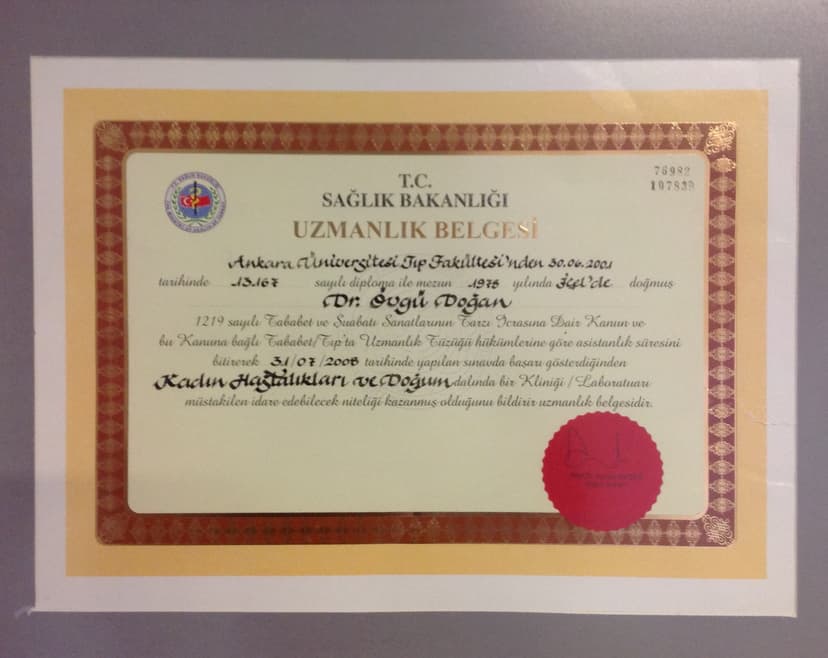 76982
107839
T.C.
SAĞLIK BAKANLIĞI
UZMANLIK BELGESİ
Ankara Üniversitesi Tıp Fakültesi'nden 30.06.2001
tarihinde 13.167 sayılı diploma ile mezun 1975 yılında İçel'de doğmuş
Dr. Övgü Doğan
1219 sayılı Tababet ve Şuabatı Sanatlarının Tarzı İcrasına Dair Kanun ve
bu Kanuna bağlı Tababet/Tıp'ta Uzmanlık Tüzüğü hükümlerine göre asistanlık süresini
bitirerek 31/07/2006 tarihinde yapılan sınavda başarı gösterdiğinden
Kadın Hastalıkları ve Doğum dalında bir Kliniği / Laboratuarı
müstakilen idare edebilecek niteliği kazanmış olduğunu bildirir uzmanlık belgesidir.